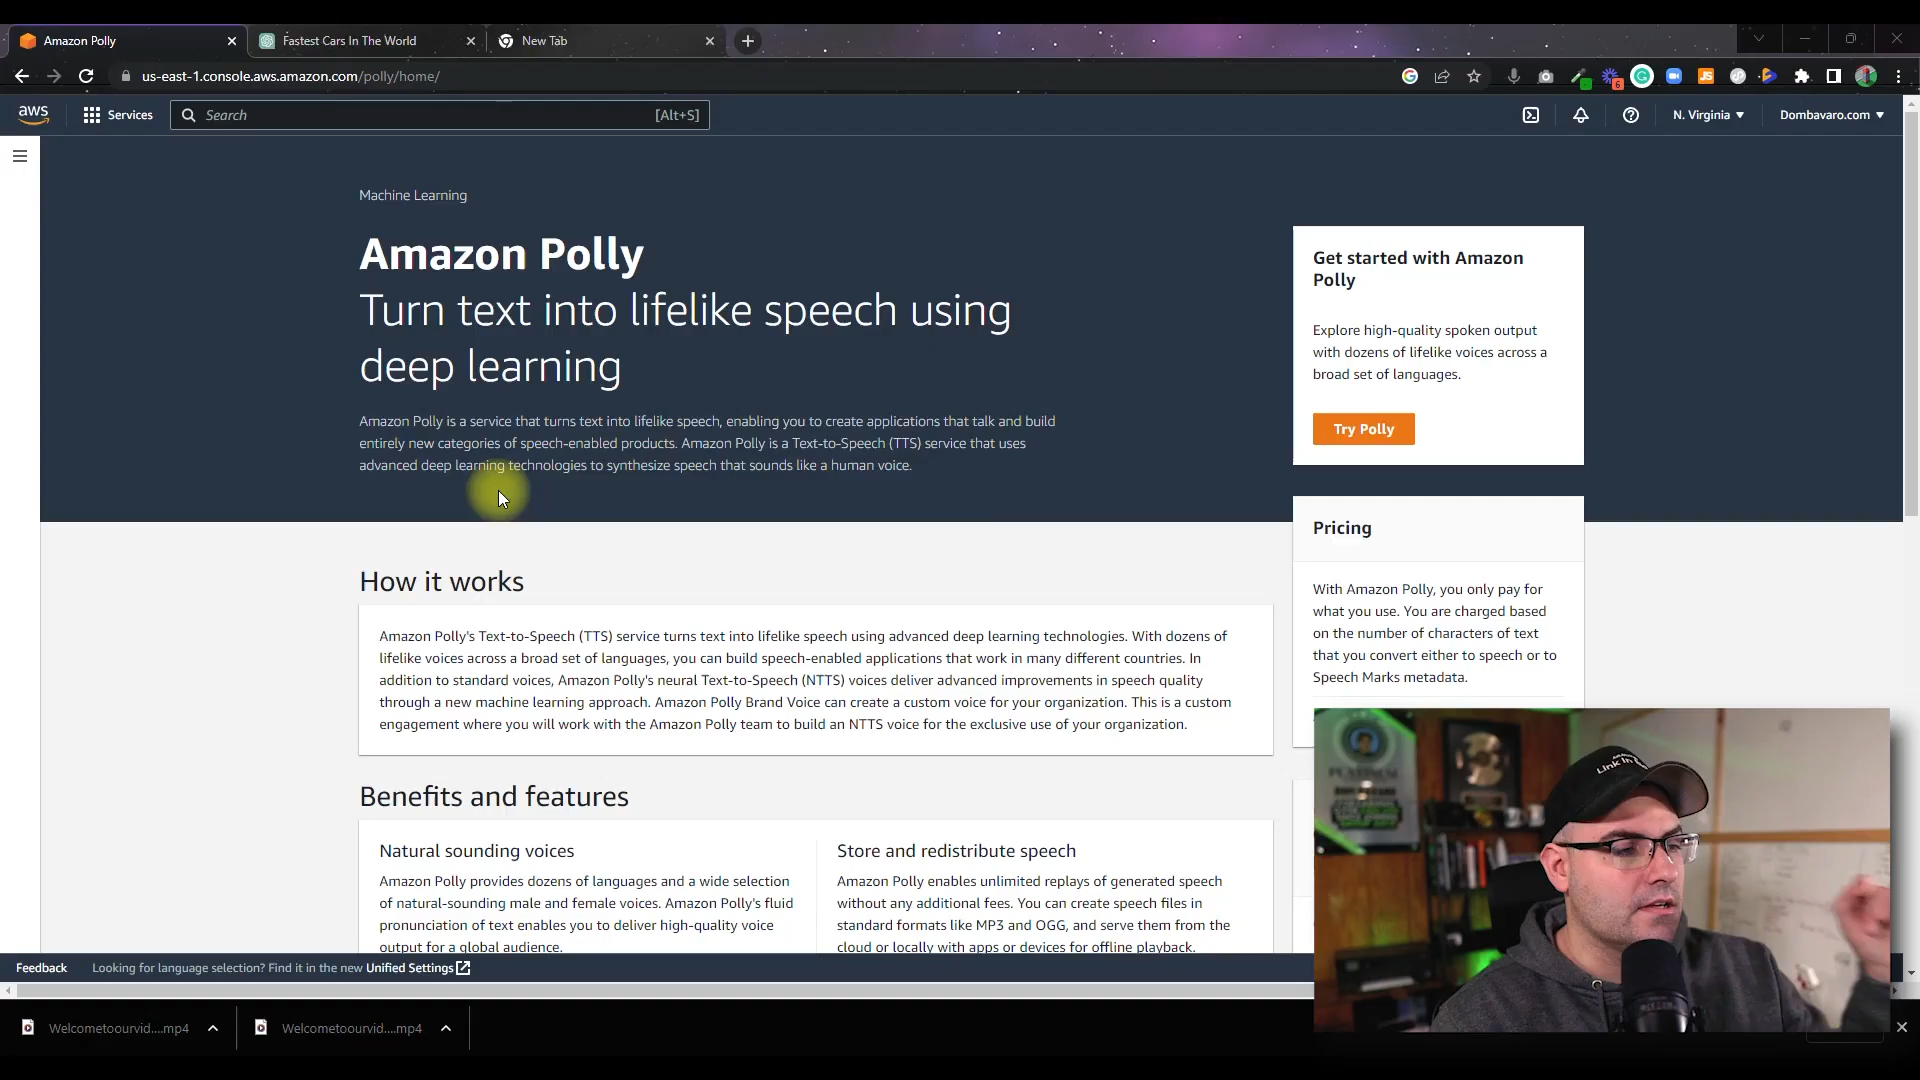 Amazon Polly
Fastest Cars In The World
New Tab
us-east-1.console.aws.amazon.com/polly/home/
6
JS
aws
Services
Search
[Alt+S]
N. Virginia
Dombavaro.com
Machine Learning
Amazon Polly
Turn text into lifelike speech using
deep learning
Amazon Polly is a service that turns text into lifelike speech, enabling you to create applications that talk and build
entirely new categories of speech-enabled products. Amazon Polly is a Text-to-Speech (TTS) service that uses
advanced deep learning technologies to synthesize speech that sounds like a human voice.
Get started with Amazon
Polly
Explore high-quality spoken output
with dozens of lifelike voices across a
broad set of languages.
Try Polly
Pricing
With Amazon Polly, you only pay for
what you use. You are charged based
on the number of characters of text
that you convert either to speech or to
Speech Marks metadata.
How it works
Amazon Polly's Text-to-Speech (TTS) service turns text into lifelike speech using advanced deep learning technologies. With dozens of
lifelike voices across a broad set of languages, you can build speech-enabled applications that work in many different countries. In
addition to standard voices, Amazon Polly's neural Text-to-Speech (NTTS) voices deliver advanced improvements in speech quality
through a new machine learning approach. Amazon Polly Brand Voice can create a custom voice for your organization. This is a custom
engagement where you will work with the Amazon Polly team to build an NTTS voice for the exclusive use of your organization.
Benefits and features
Natural sounding voices
Amazon Polly provides dozens of languages and a wide selection
of natural-sounding male and female voices. Amazon Polly's fluid
pronunciation of text enables you to deliver high-quality voice
output for a global audience.
Store and redistribute speech
Amazon Polly enables unlimited replays of generated speech
without any additional fees. You can create speech files in
standard formats like MP3 and OGG, and serve them from the
cloud or locally with apps or devices for offline playback.
PLATINUM
Link in
Feedback
Looking for language selection? Find it in the new Unified Settings
Welcometoourvid....mp4
Welcometoourvid....mp4